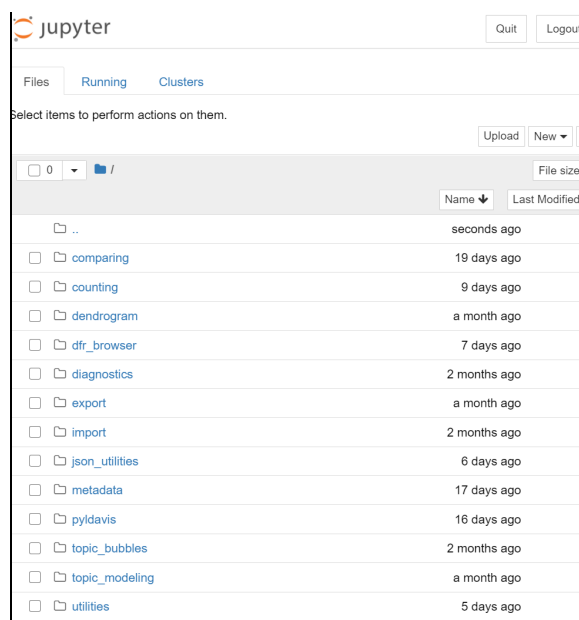 jupyter
Quit Logout
Files Running Clusters
Select items to perform actions on them.
Upload New
0 /
File size
Name Last Modified
.. seconds ago
comparing 19 days ago
counting 9 days ago
dendrogram a month ago
dfr_browser 7 days ago
diagnostics 2 months ago
export a month ago
import 2 months ago
json_utilities 6 days ago
metadata 17 days ago
pyldavis 16 days ago
topic_bubbles 2 months ago
topic_modeling a month ago
utilities 5 days ago